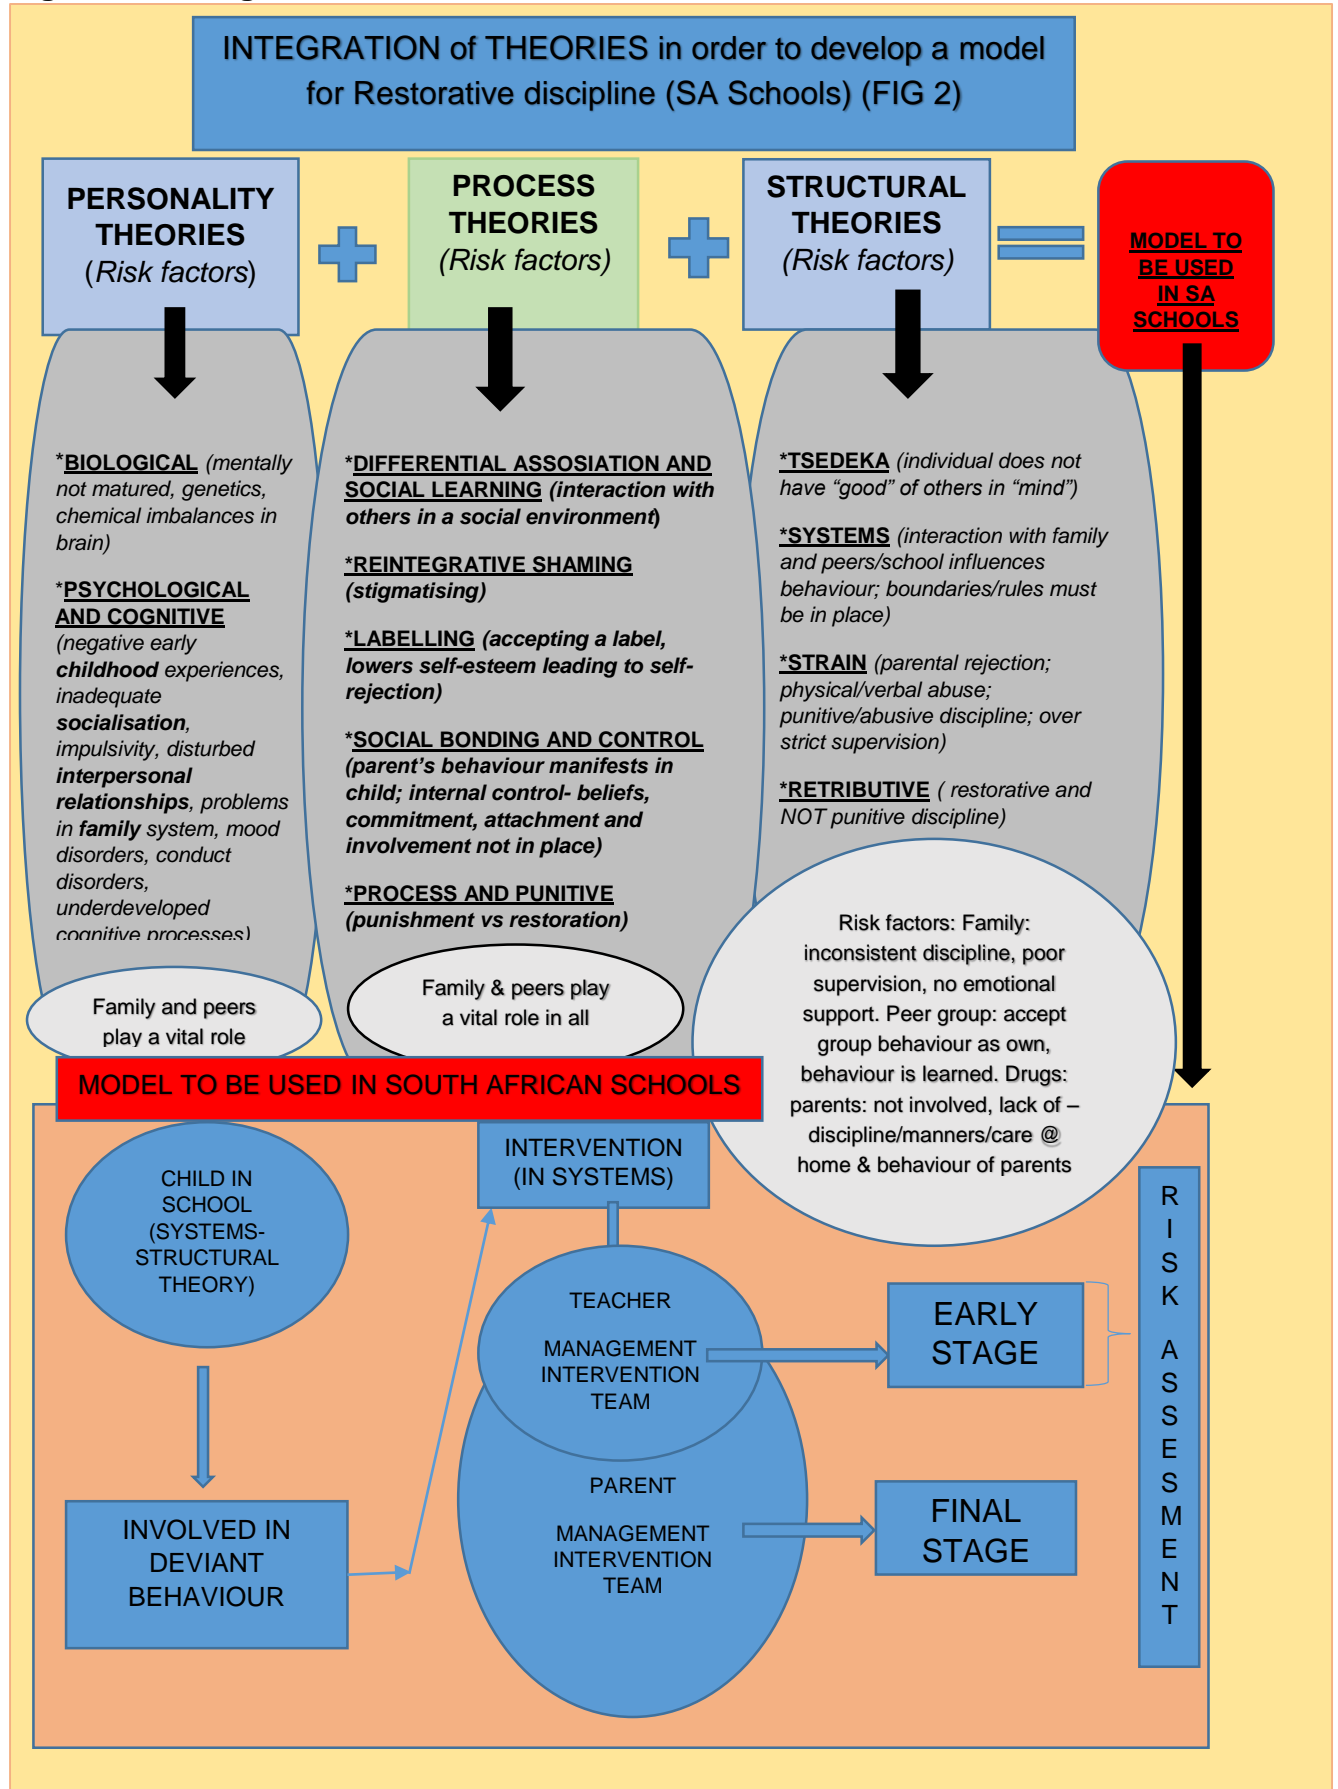 INTEGRATION of THEORIES in order to develop a model
for Restorative discipline (SA Schools) (FIG 2)
PERSONALITY
THEORIES
(Risk factors)
PROCESS
THEORIES
(Risk factors)
STRUCTURAL
THEORIES
(Risk factors)
MODEL TO
BE USED
IN SA
SCHOOLS
*BIOLOGICAL (mentally
not matured, genetics,
chemical imbalances in
brain)
*PSYCHOLOGICAL
AND COGNITIVE
(negative early
childhood experiences,
inadequate
socialisation,
impulsivity, disturbed
interpersonal
relationships, problems
in family system, mood
disorders, conduct
disorders,
underdeveloped
cognitive processes)
Family and peers
play a vital role
*DIFFERENTIAL ASSOSIATION AND
SOCIAL LEARNING (interaction with
others in a social environment)
*REINTEGRATIVE SHAMING
(stigmatising)
*LABELLING (accepting a label,
lowers self-esteem leading to self-
rejection)
*SOCIAL BONDING AND CONTROL
(parent's behaviour manifests in
child; internal control- beliefs,
commitment, attachment and
involvement not in place)
*PROCESS AND PUNITIVE
(punishment vs restoration)
Family & peers play
a vital role in all
*TSEDEKA (individual does not
have “good” of others in “mind”)
*SYSTEMS (interaction with family
and peers/school influences
behaviour; boundaries/rules must
be in place)
*STRAIN (parental rejection;
physical/verbal abuse;
punitive/abusive discipline; over
strict supervision)
*RETRIBUTIVE ( restorative and
NOT punitive discipline)
Risk factors: Family:
inconsistent discipline, poor
supervision, no emotional
support. Peer group: accept
group behaviour as own,
behaviour is learned. Drugs:
parents: not involved, lack of –
discipline/manners/care @
home & behaviour of parents
MODEL TO BE USED IN SOUTH AFRICAN SCHOOLS
CHILD IN
SCHOOL
(SYSTEMS-
STRUCTURAL
THEORY)
INVOLVED IN
DEVIANT
BEHAVIOUR
INTERVENTION
(IN SYSTEMS)
TEACHER
MANAGEMENT
INTERVENTION
TEAM
PARENT
MANAGEMENT
INTERVENTION
TEAM
EARLY
STAGE
FINAL
STAGE
RISK ASSESMENT